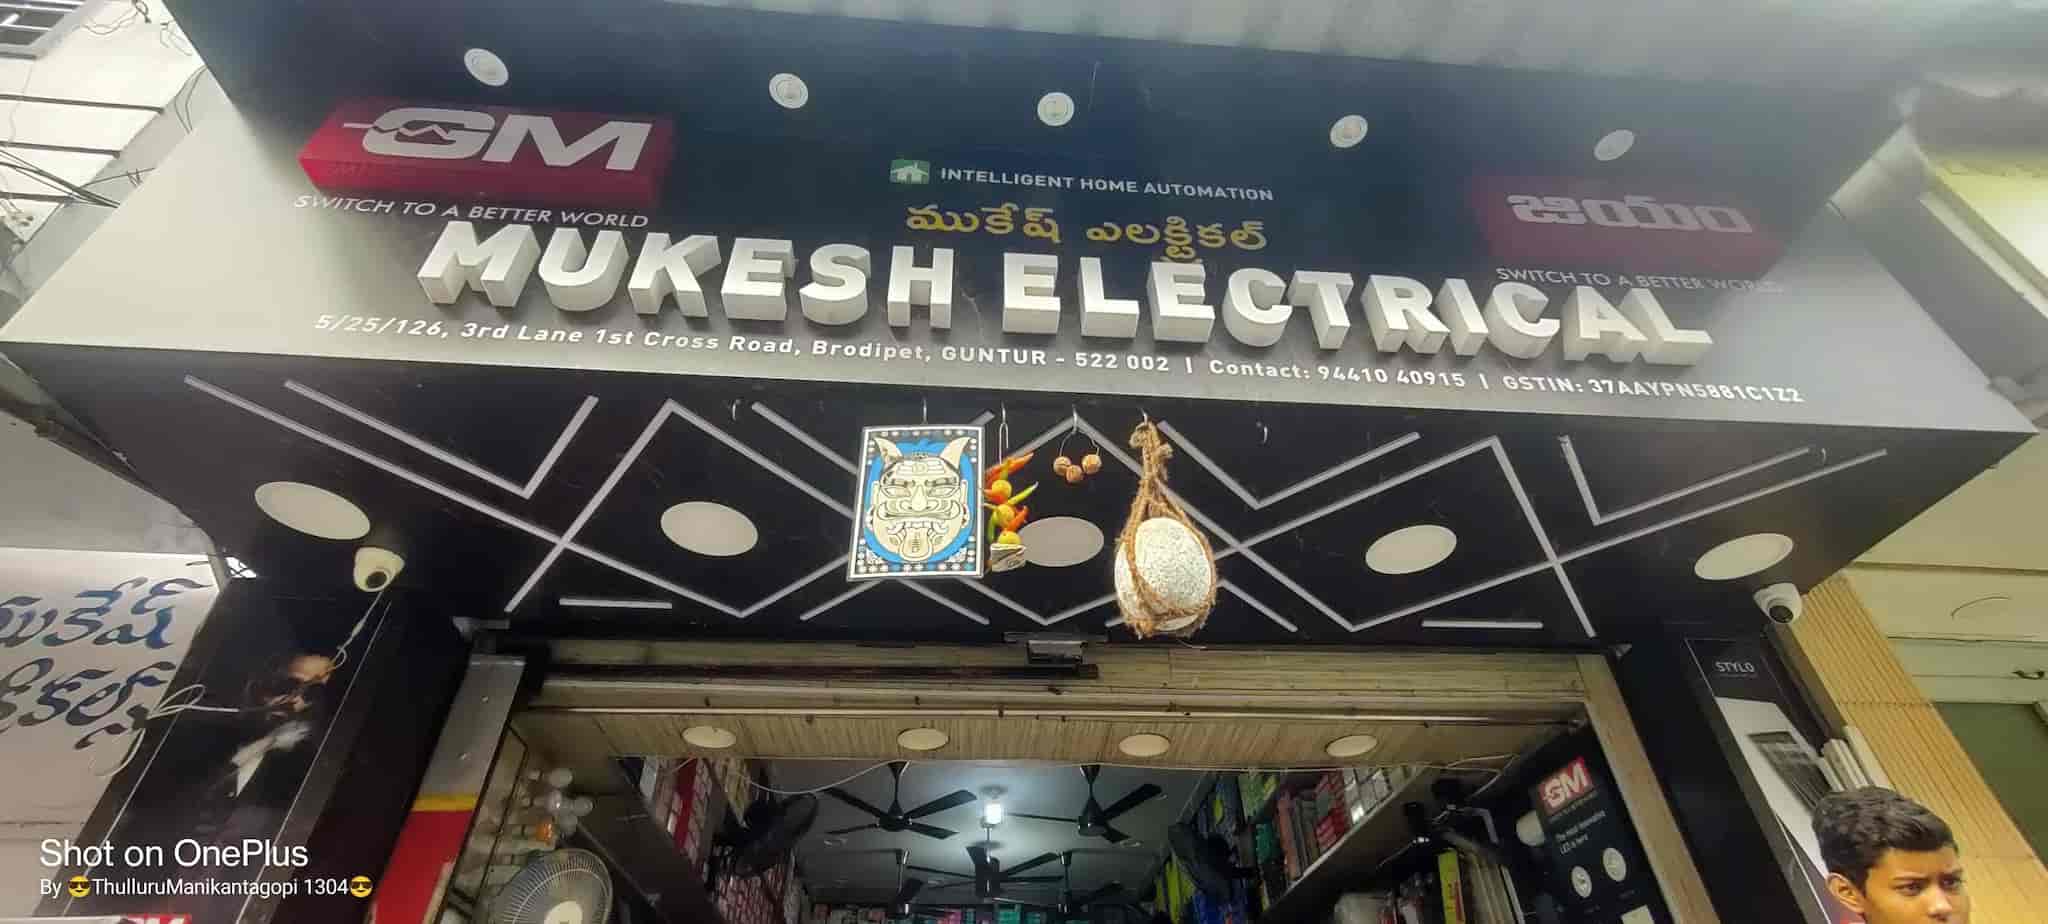 GM
SWITCH TO A BETTER WORLD
INTELLIGENT HOME AUTOMATION
ముకేష్ ఎలక్ట్రికల్
జియం
SWITCH TO A BETTER WORLD
MUKESH ELECTRICAL
5/25/126, 3rd Lane 1st Cross Road, Brodipet, GUNTUR - 522 002 | Contact: 94410 40915 | GSTIN: 37AAYPN5881C1Z2
STYLO
GM
Shot on OnePlus
By 😎ThulluruManikantagopi 1304😎
GM